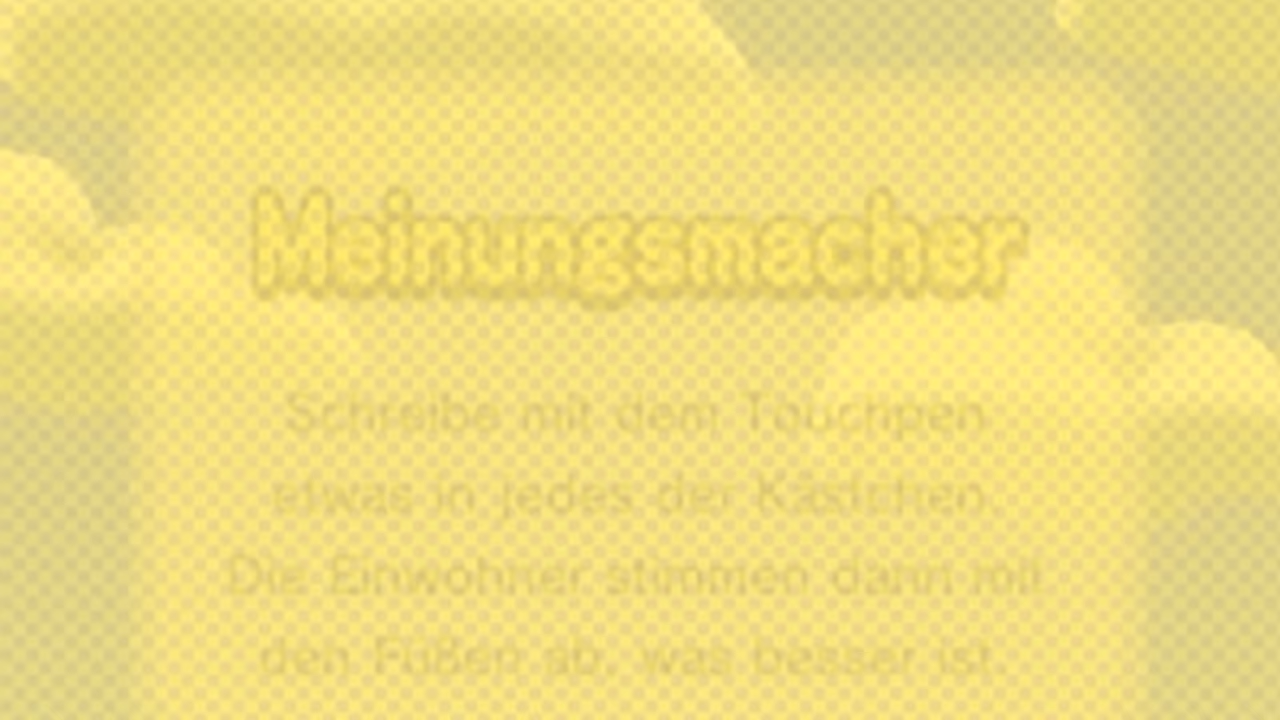 Meinungsmacher
Schreibe mit dem Touchpen
etwas in jedes der Kästchen.
Die Einwohner stimmen dann mit
den Füßen ab, was besser ist.